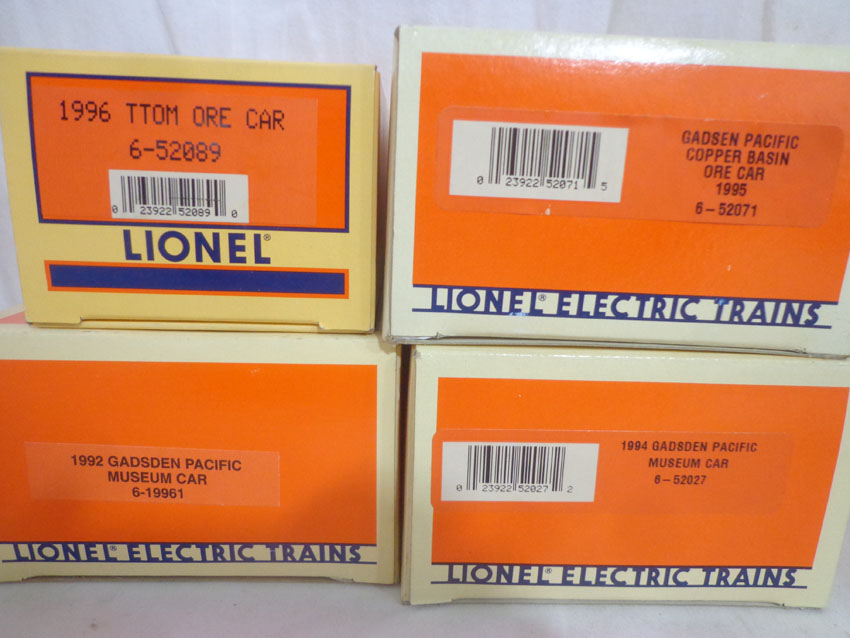 1996 TTOM ORE CAR
6-52089
0 23922 52089 0
LIONEL®
GADSEN PACIFIC
COPPER BASIN
ORE CAR
1995
6-52071
0 23922 52071 5
LIONEL® ELECTRIC TRAINS
1992 GADSDEN PACIFIC
MUSEUM CAR
6-19961
LIONEL® ELECTRIC TRAINS
1994 GADSDEN PACIFIC
MUSEUM CAR
6-52027
0 23922 52027 2
LIONEL® ELECTRIC TRAINS